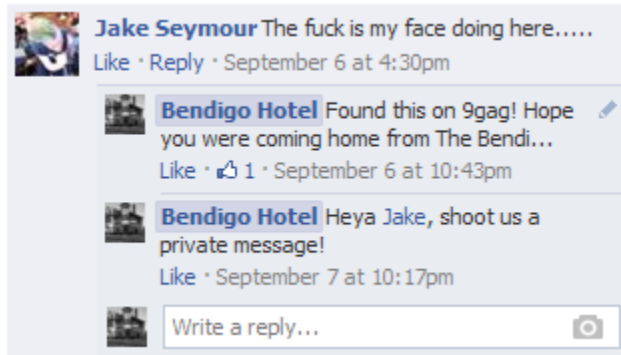 Jake Seymour The fuck is my face doing here.....
Like · Reply · September 6 at 4:30pm
Bendigo Hotel Found this on 9gag! Hope
you were coming home from The Bendi...
Like · 1 · September 6 at 10:43pm
Bendigo Hotel Heya Jake, shoot us a
private message!
Like · September 7 at 10:17pm
Write a reply...